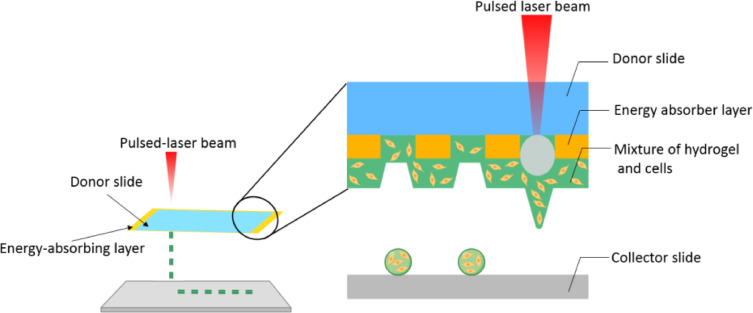 Pulsed-laser beam
Donor slide
Energy-absorbing layer
Pulsed laser beam
Donor slide
Energy absorber layer
Mixture of hydrogel
and cells
Collector slide